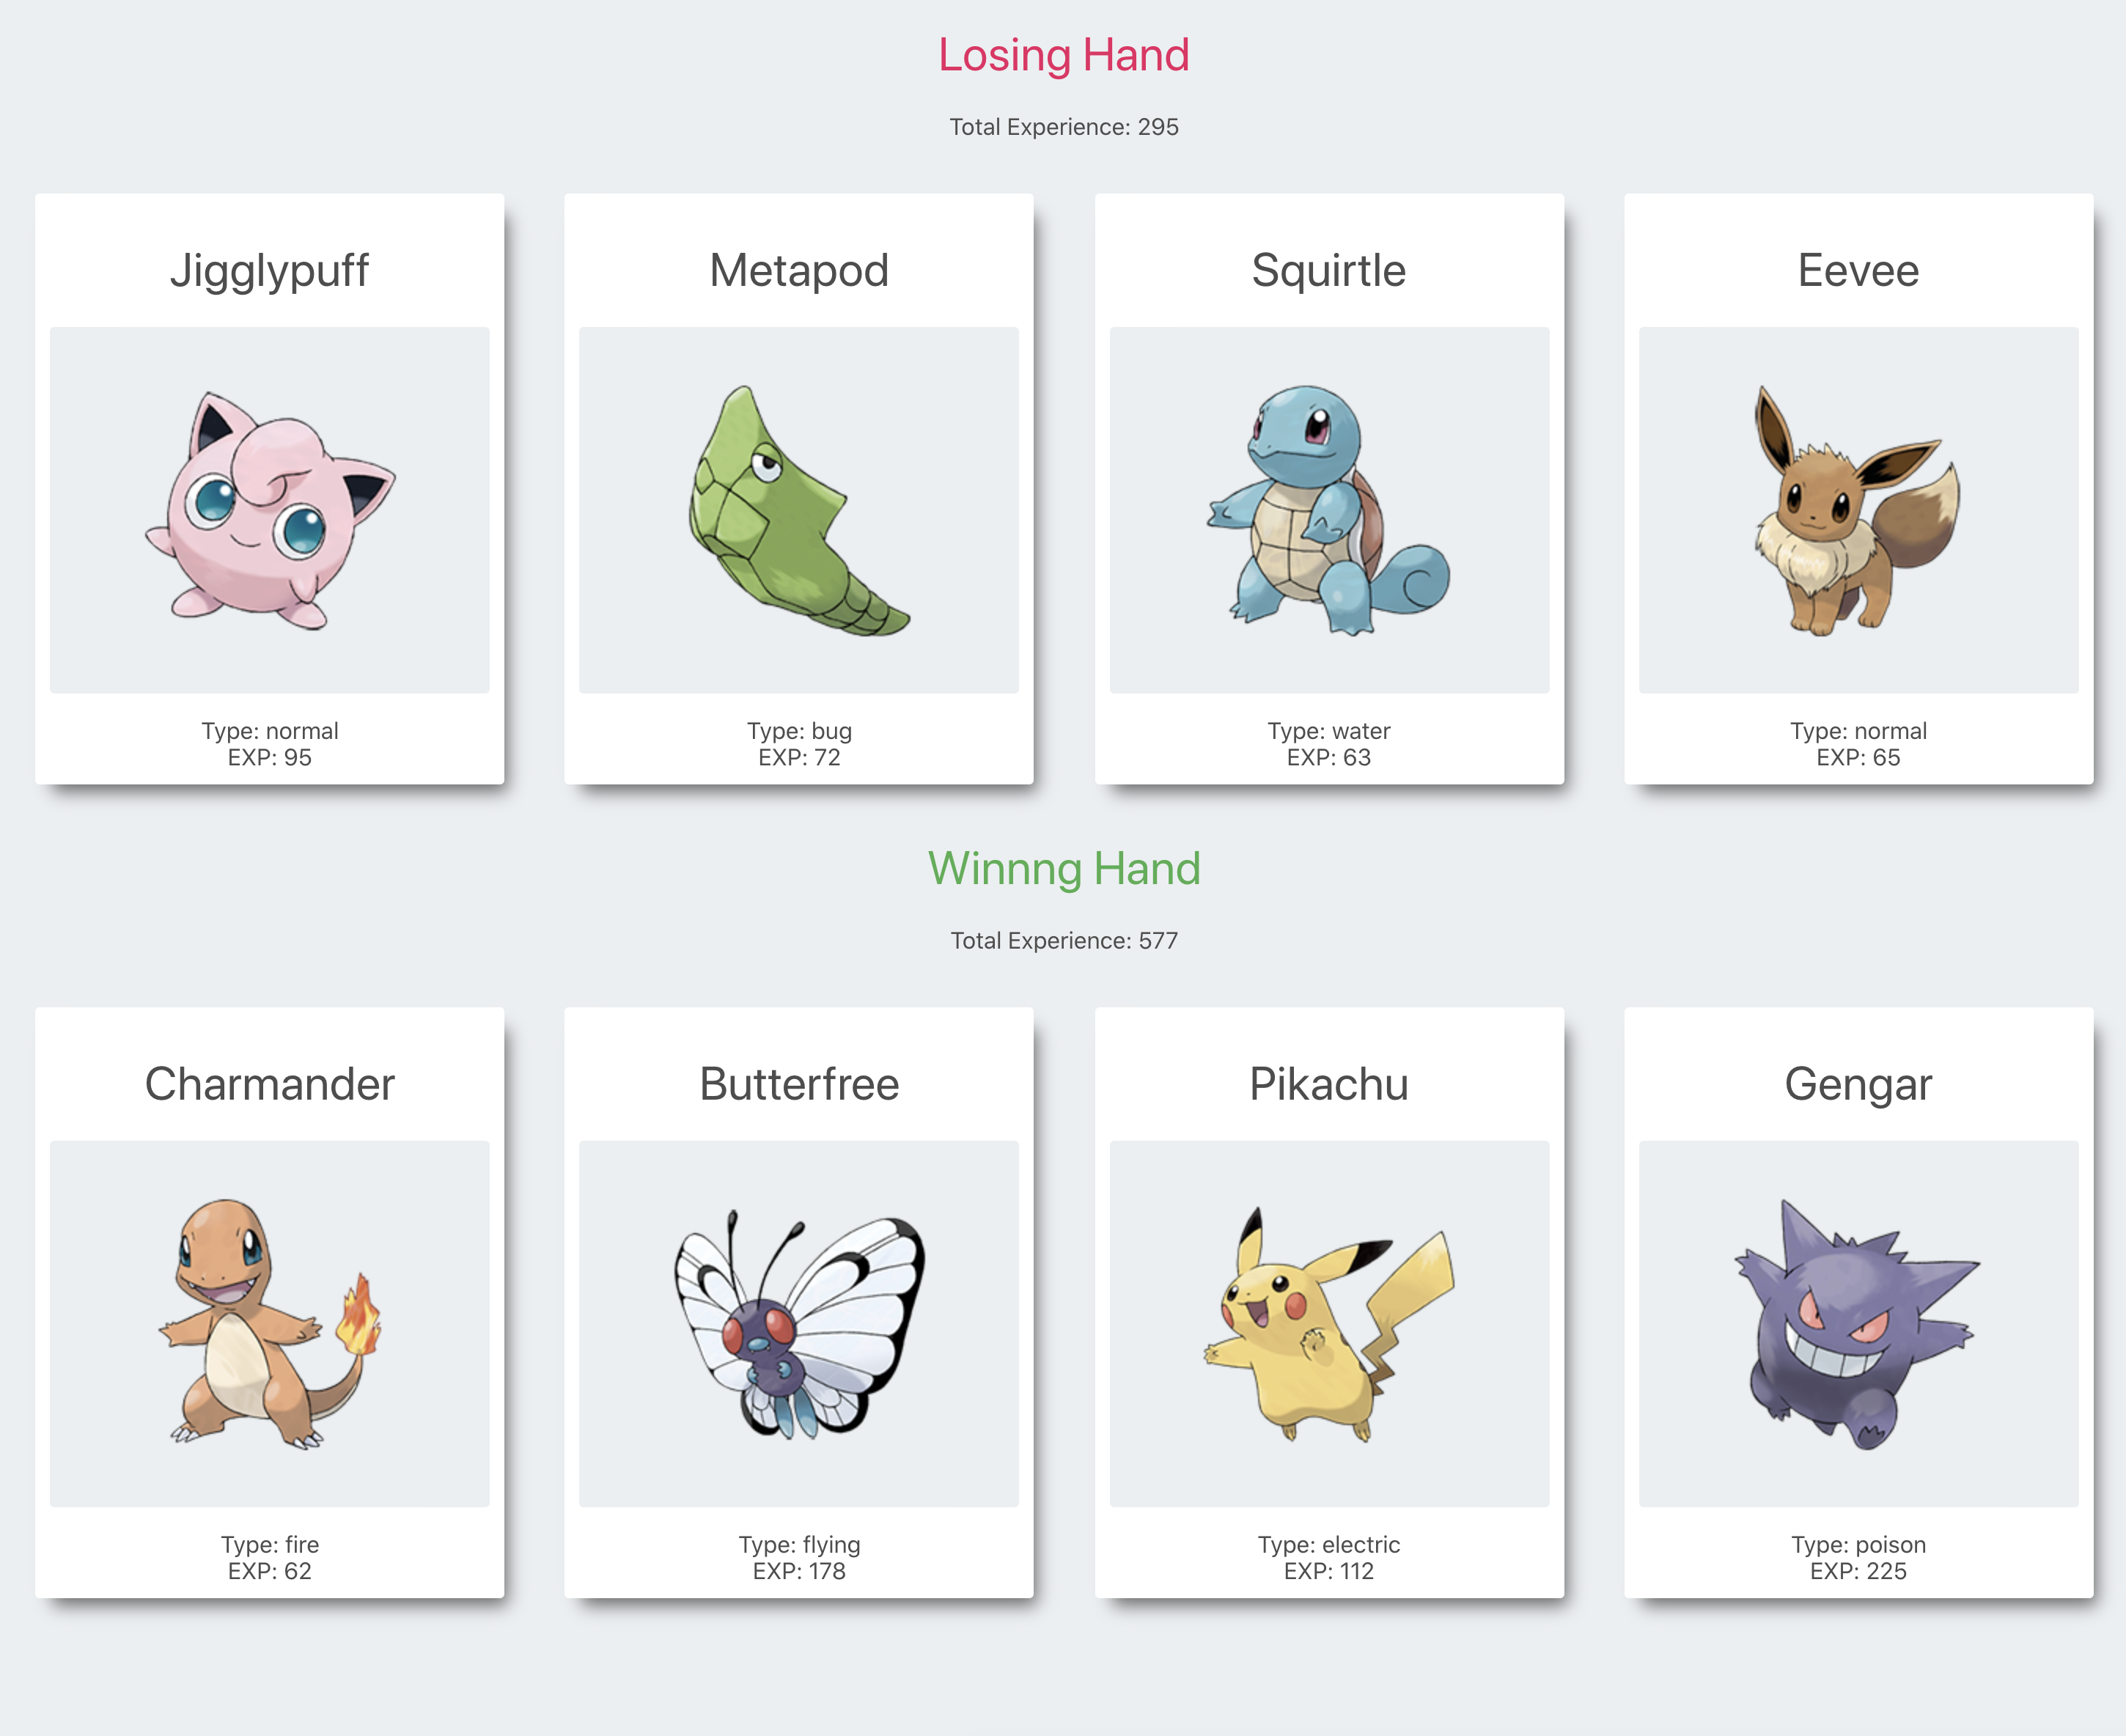 Losing Hand
Total Experience: 295
Jigglypuff
Type: normal
EXP: 95
Metapod
Type: bug
EXP: 72
Squirtle
Type: water
EXP: 63
Eevee
Type: normal
EXP: 65
Winnng Hand
Total Experience: 577
Charmander
Type: fire
EXP: 62
Butterfree
Type: flying
EXP: 178
Pikachu
Type: electric
EXP: 112
Gengar
Type: poison
EXP: 225